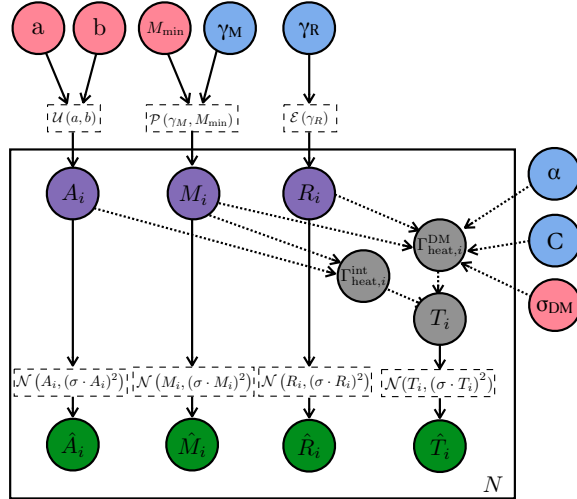 a b M_min γ_M γ_R
𝒰(a, b) 𝒫(γ_M, M_min) ℰ(γ_R)
A_i M_i R_i α
Γ^DM_heat,i C
Γ^int_heat,i
T_i σ_DM
𝒩(A_i, (σ · A_i)²) 𝒩(M_i, (σ · M_i)²) 𝒩(R_i, (σ · R_i)²) 𝒩(T_i, (σ · T_i)²)
Â_i M̂_i R̂_i T̂_i
N